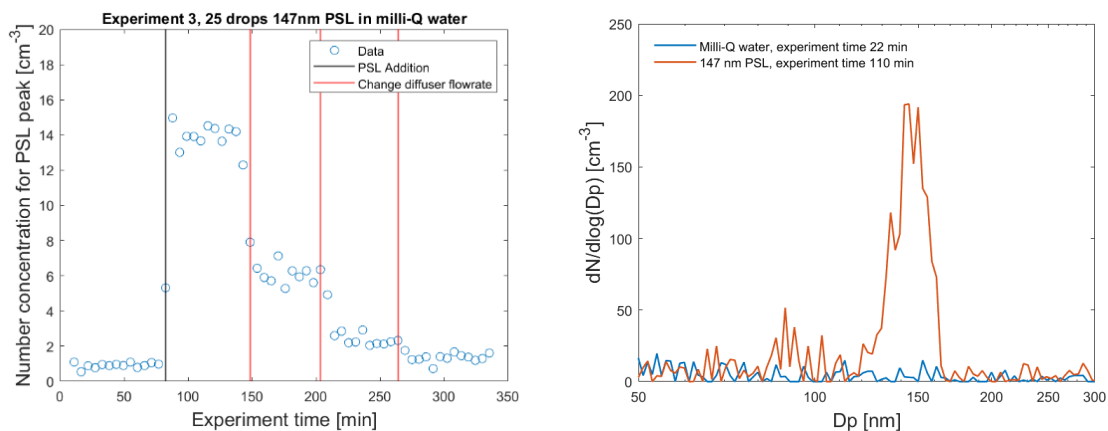 Experiment 3, 25 drops 147nm PSL in milli-Q water
Number concentration for PSL peak [cm-3]
20
18
16
14
12
10
8
6
4
2
0
Data
PSL Addition
Change diffuser flowrate
0 50 100 150 200 250 300 350
Experiment time [min]
dN/dlog(Dp) [cm-3]
250
200
150
100
50
0
Milli-Q water, experiment time 22 min
147 nm PSL, experiment time 110 min
50 100 150 200 250 300
Dp [nm]